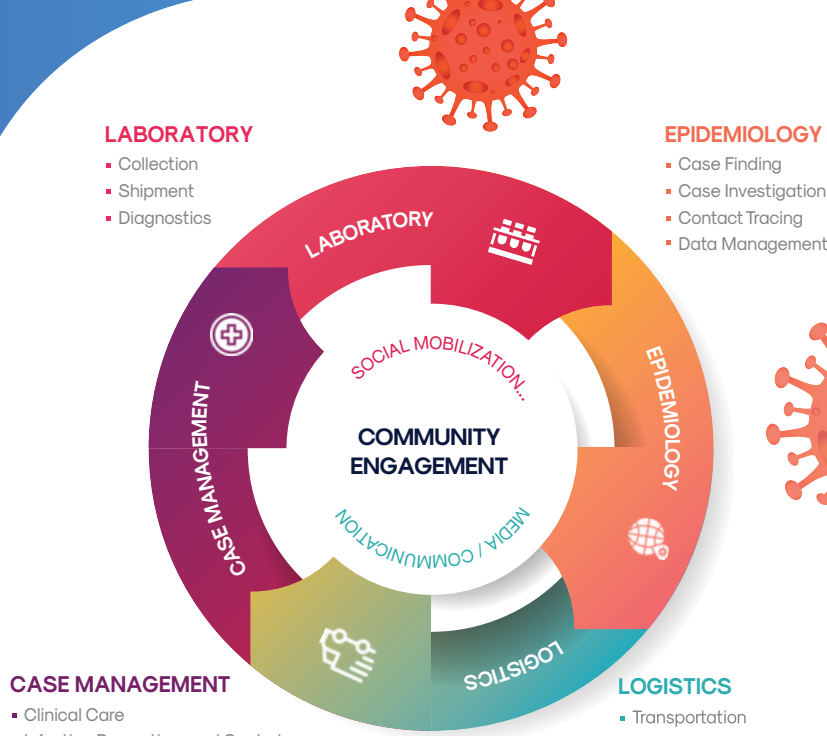 LABORATORY
Collection
Shipment
Diagnostics
EPIDEMIOLOGY
Case Finding
Case Investigation
Contact Tracing
Data Management
LABORATORY
EPIDEMIOLOGY
CASE MANAGEMENT
LOGISTICS
SOCIAL MOBILIZATION...
COMMUNITY
ENGAGEMENT
MEDIA / COMMUNICATION
CASE MANAGEMENT
Clinical Care
LOGISTICS
Transportation